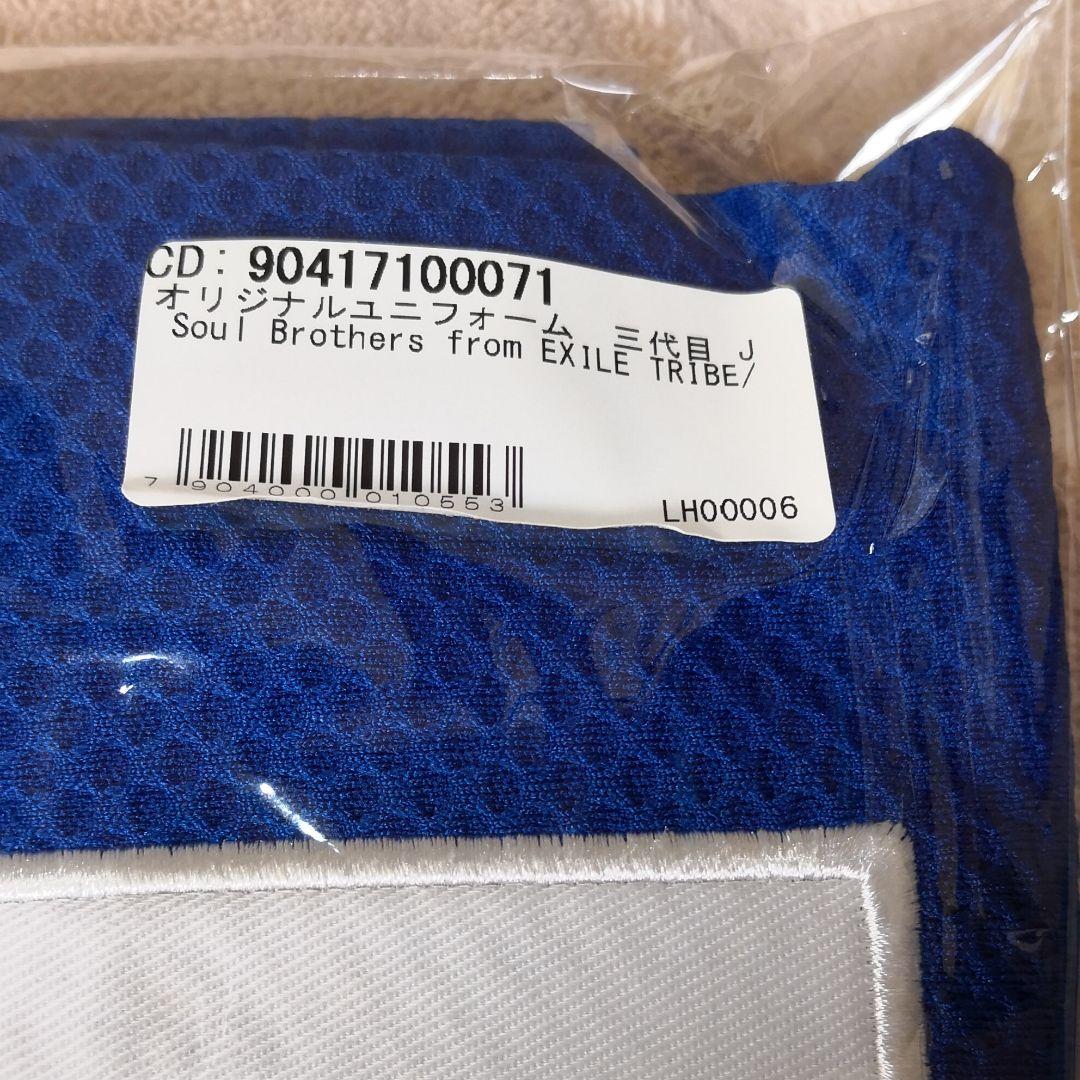 CD: 90417100071
オリジナルユニフォーム 三代目 J
Soul Brothers from EXILE TRIBE/
7 904000 010553
LH00006